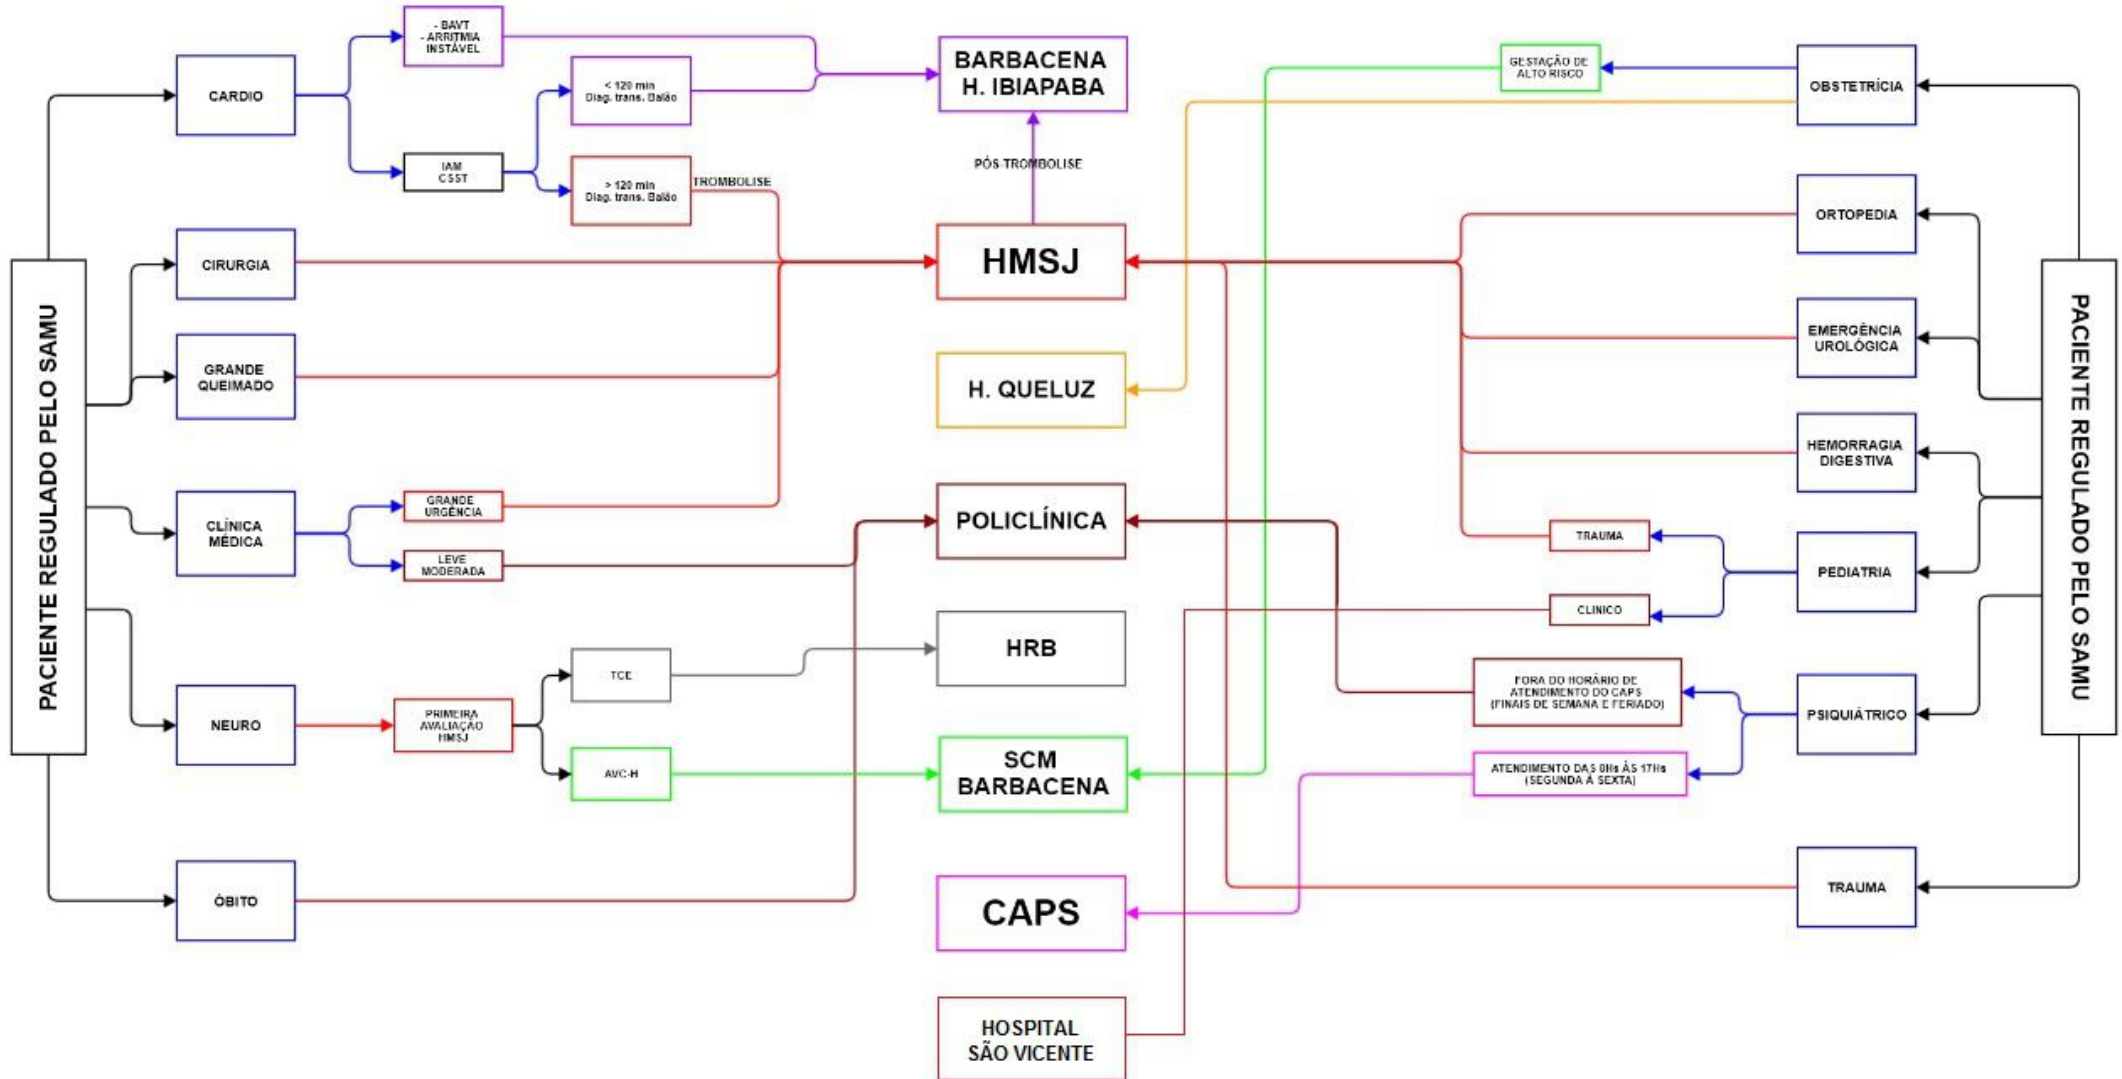 PACIENTE REGULADO PELO SAMU
CARDIO
- BAVT
- ARRITMIA
INSTÁVEL
IAM
CSST
< 120 min
Diag. trans. Balão
> 120 min
Diag. trans. Balão
TROMBOLISE
CIRURGIA
GRANDE
QUEIMADO
CLÍNICA
MÉDICA
GRANDE
URGÊNCIA
LEVE
MODERADA
NEURO
PRIMEIRA
AVALIAÇÃO
HMSJ
TCE
AVC-H
ÓBITO
BARBACENA
H. IBIAPABA
PÓS-TROMBOLISE
HMSJ
H. QUELUZ
POLICLÍNICA
HRB
SCM
BARBACENA
CAPS
HOSPITAL
SÃO VICENTE
GESTAÇÃO DE
ALTO RISCO
OBSTETRÍCIA
ORTOPEDIA
EMERGÊNCIA
UROLÓGICA
HEMORRAGIA
DIGESTIVA
TRAUMA
CLINICO
PEDIATRIA
FORA DO HORÁRIO DE
ATENDIMENTO DO CAPS
(FINAIS DE SEMANA E FERIADO)
ATENDIMENTO DAS 8Hs ÀS 17Hs
(SEGUNDA À SEXTA)
PSIQUIÁTRICO
TRAUMA
PACIENTE REGULADO PELO SAMU